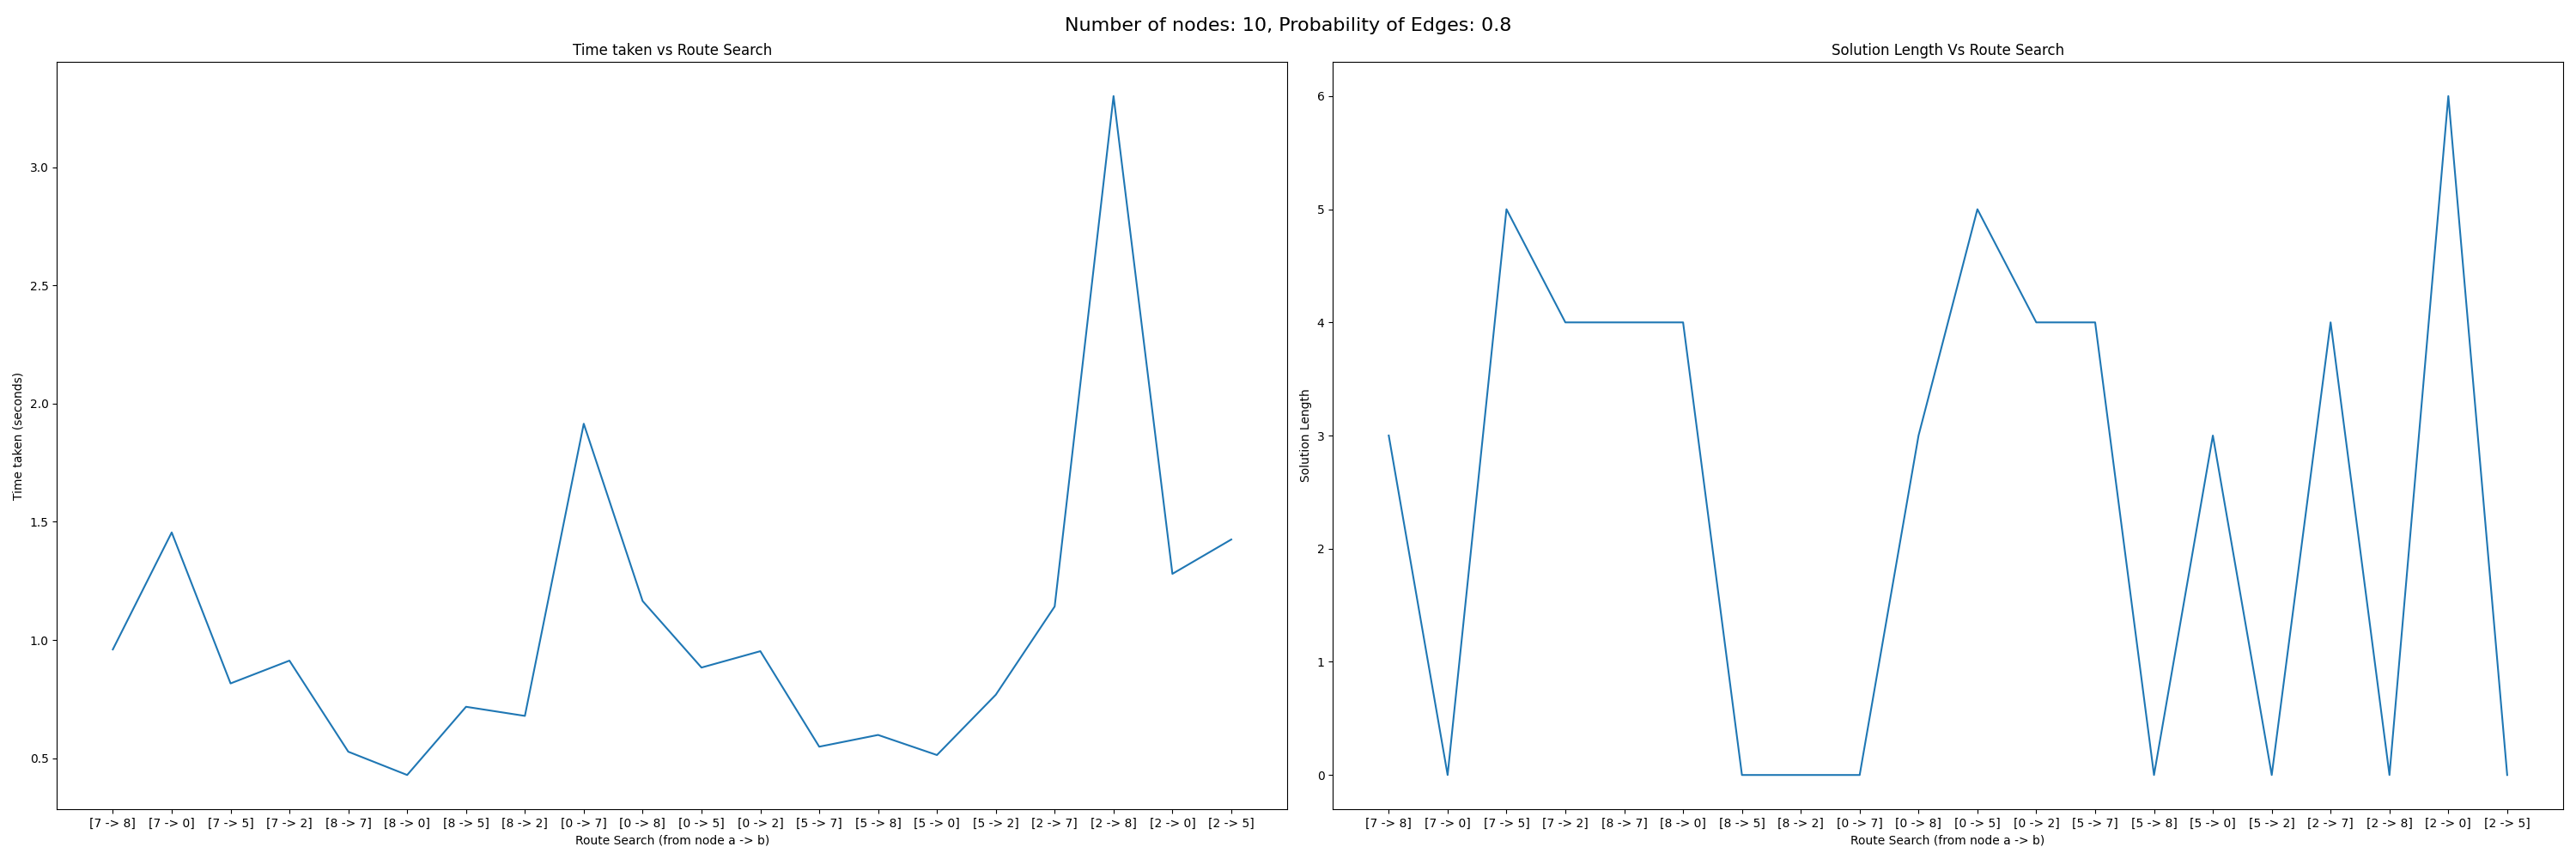 Number of nodes: 10, Probability of Edges: 0.8
Time taken vs Route Search
Time taken (seconds)
3.0
2.5
2.0
1.5
1.0
0.5
[7 -> 8] [7 -> 0] [7 -> 5] [7 -> 2] [8 -> 7] [8 -> 0] [8 -> 5] [8 -> 2] [0 -> 7] [0 -> 8] [0 -> 5] [0 -> 2] [5 -> 7] [5 -> 8] [5 -> 0] [5 -> 2] [2 -> 7] [2 -> 8] [2 -> 0] [2 -> 5]
Route Search (from node a -> b)
Solution Length Vs Route Search
Solution Length
6
5
4
3
2
1
0
[7 -> 8] [7 -> 0] [7 -> 5] [7 -> 2] [8 -> 7] [8 -> 0] [8 -> 5] [8 -> 2] [0 -> 7] [0 -> 8] [0 -> 5] [0 -> 2] [5 -> 7] [5 -> 8] [5 -> 0] [5 -> 2] [2 -> 7] [2 -> 8] [2 -> 0] [2 -> 5]
Route Search (from node a -> b)